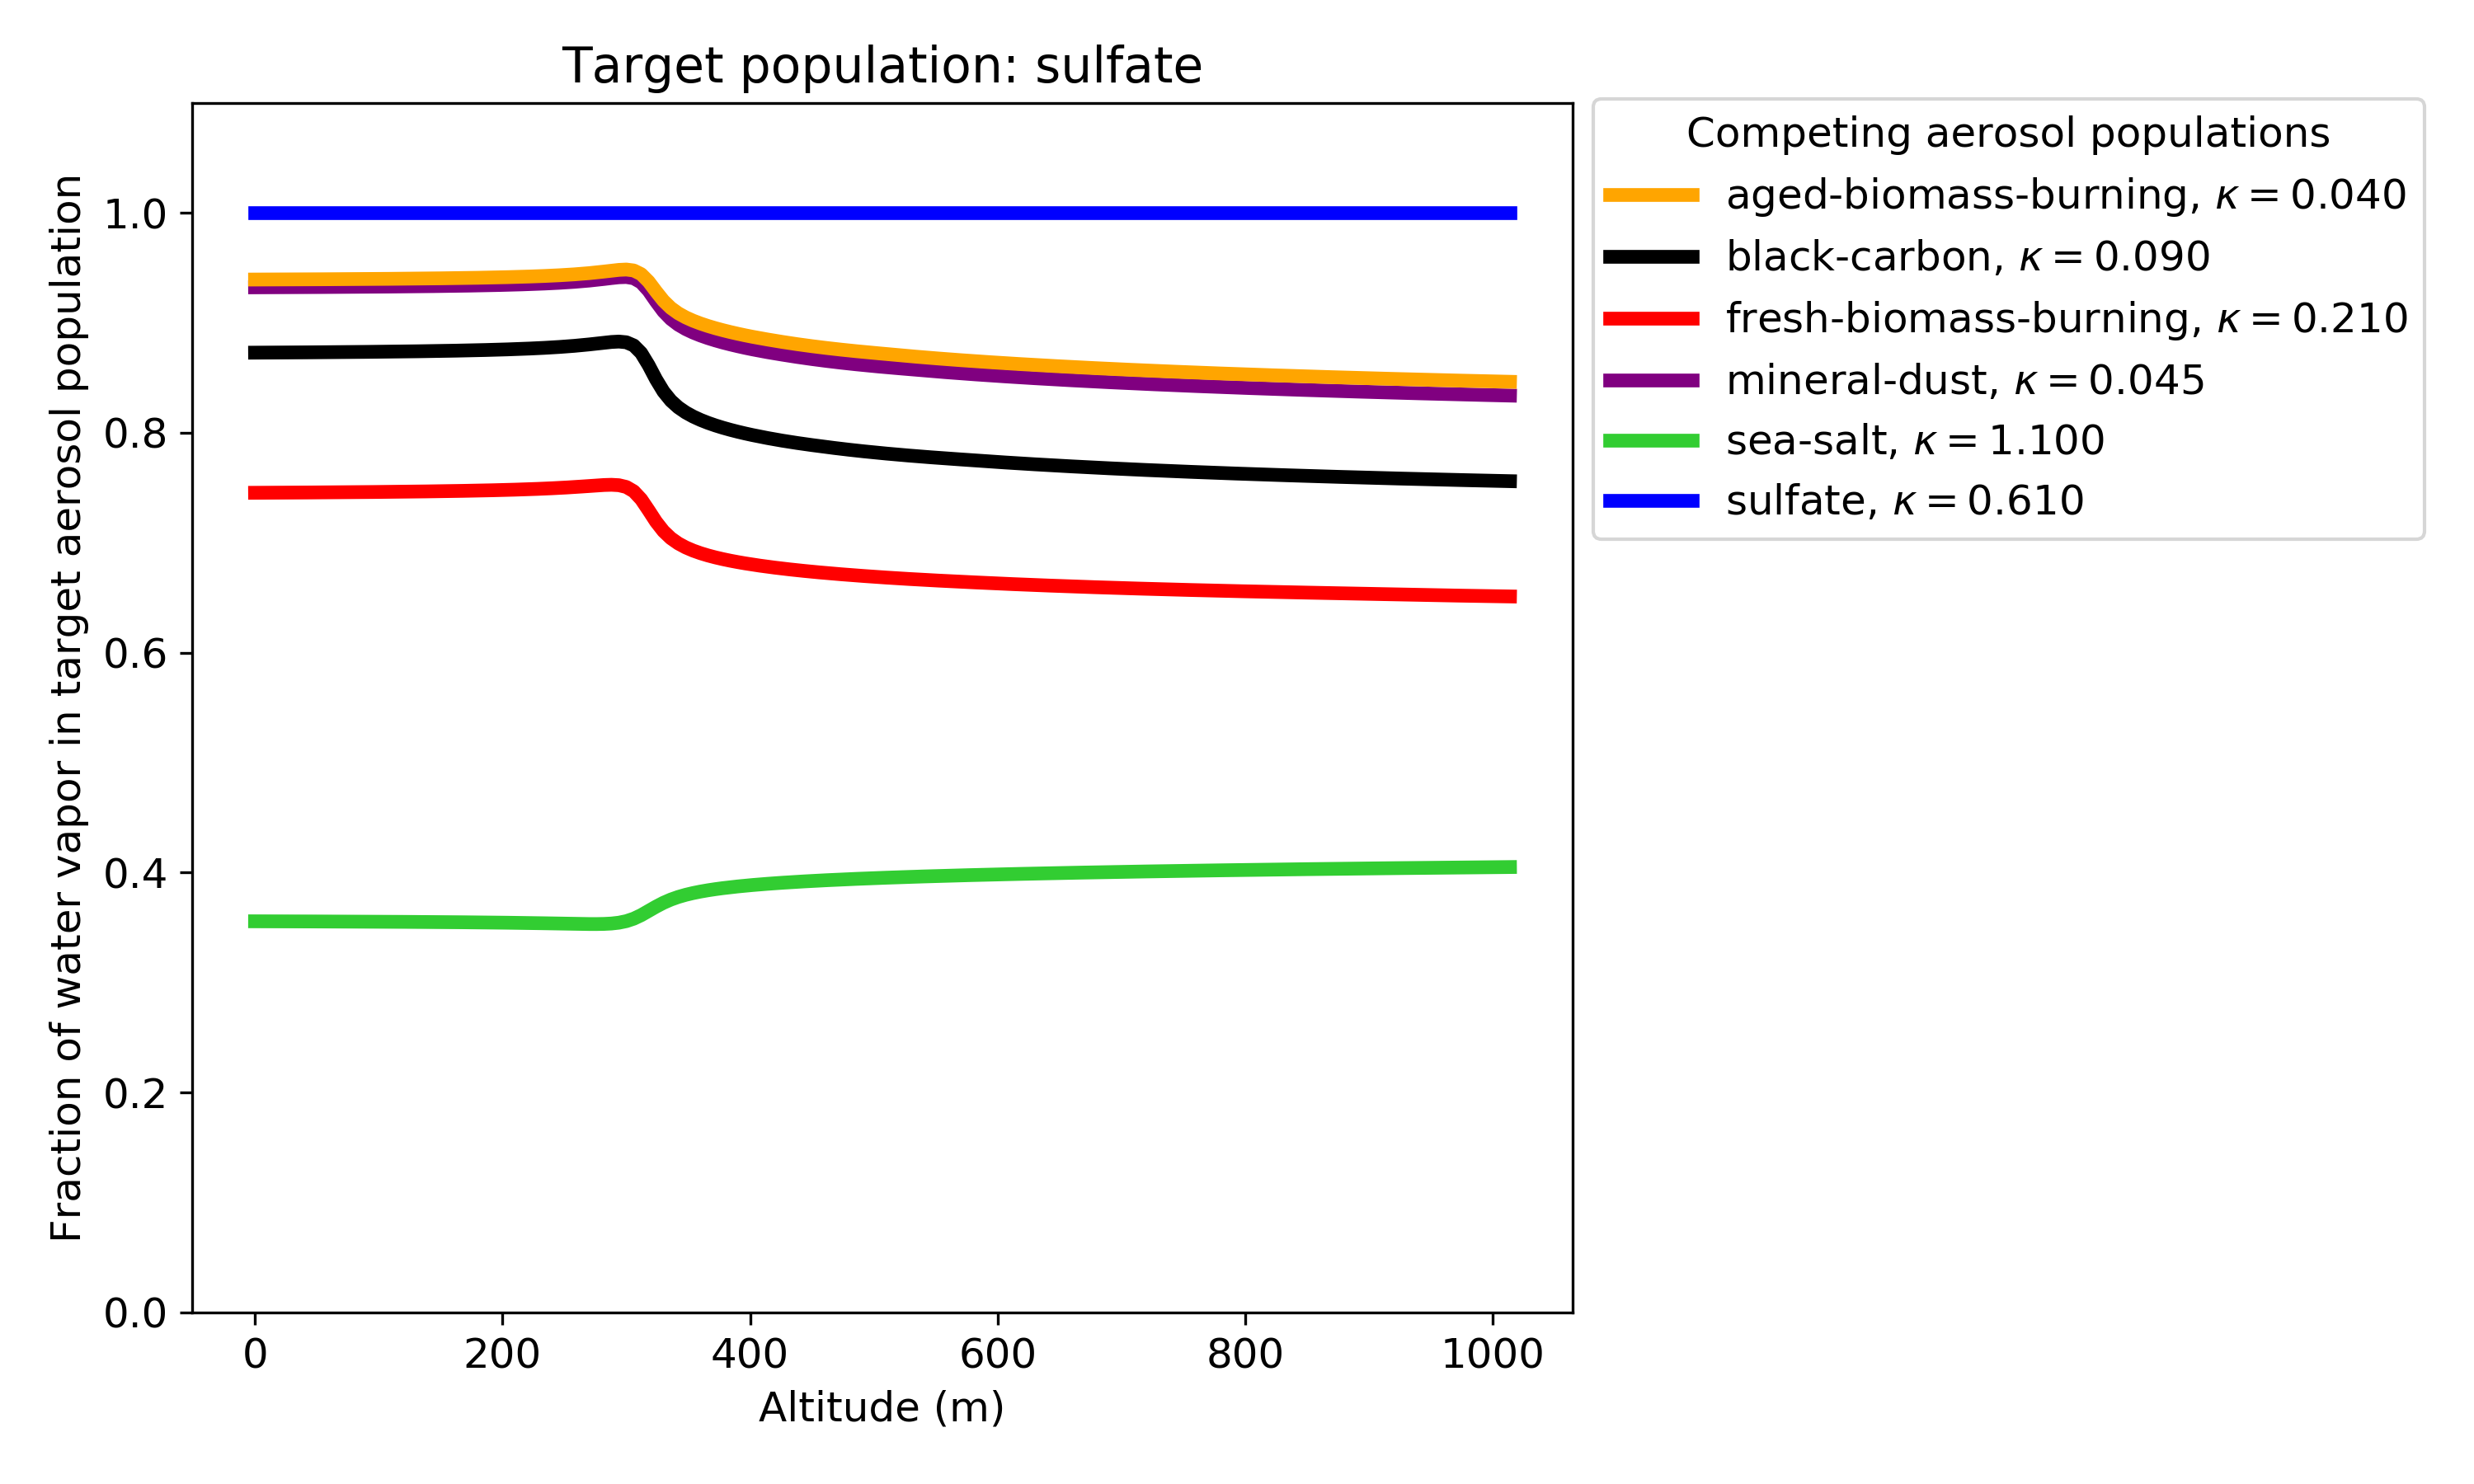 Target population: sulfate
Fraction of water vapor in target aerosol population
1.0
0.8
0.6
0.4
0.2
0.0
0 200 400 600 800 1000
Altitude (m)
Competing aerosol populations
aged-biomass-burning, κ = 0.040
black-carbon, κ = 0.090
fresh-biomass-burning, κ = 0.210
mineral-dust, κ = 0.045
sea-salt, κ = 1.100
sulfate, κ = 0.610